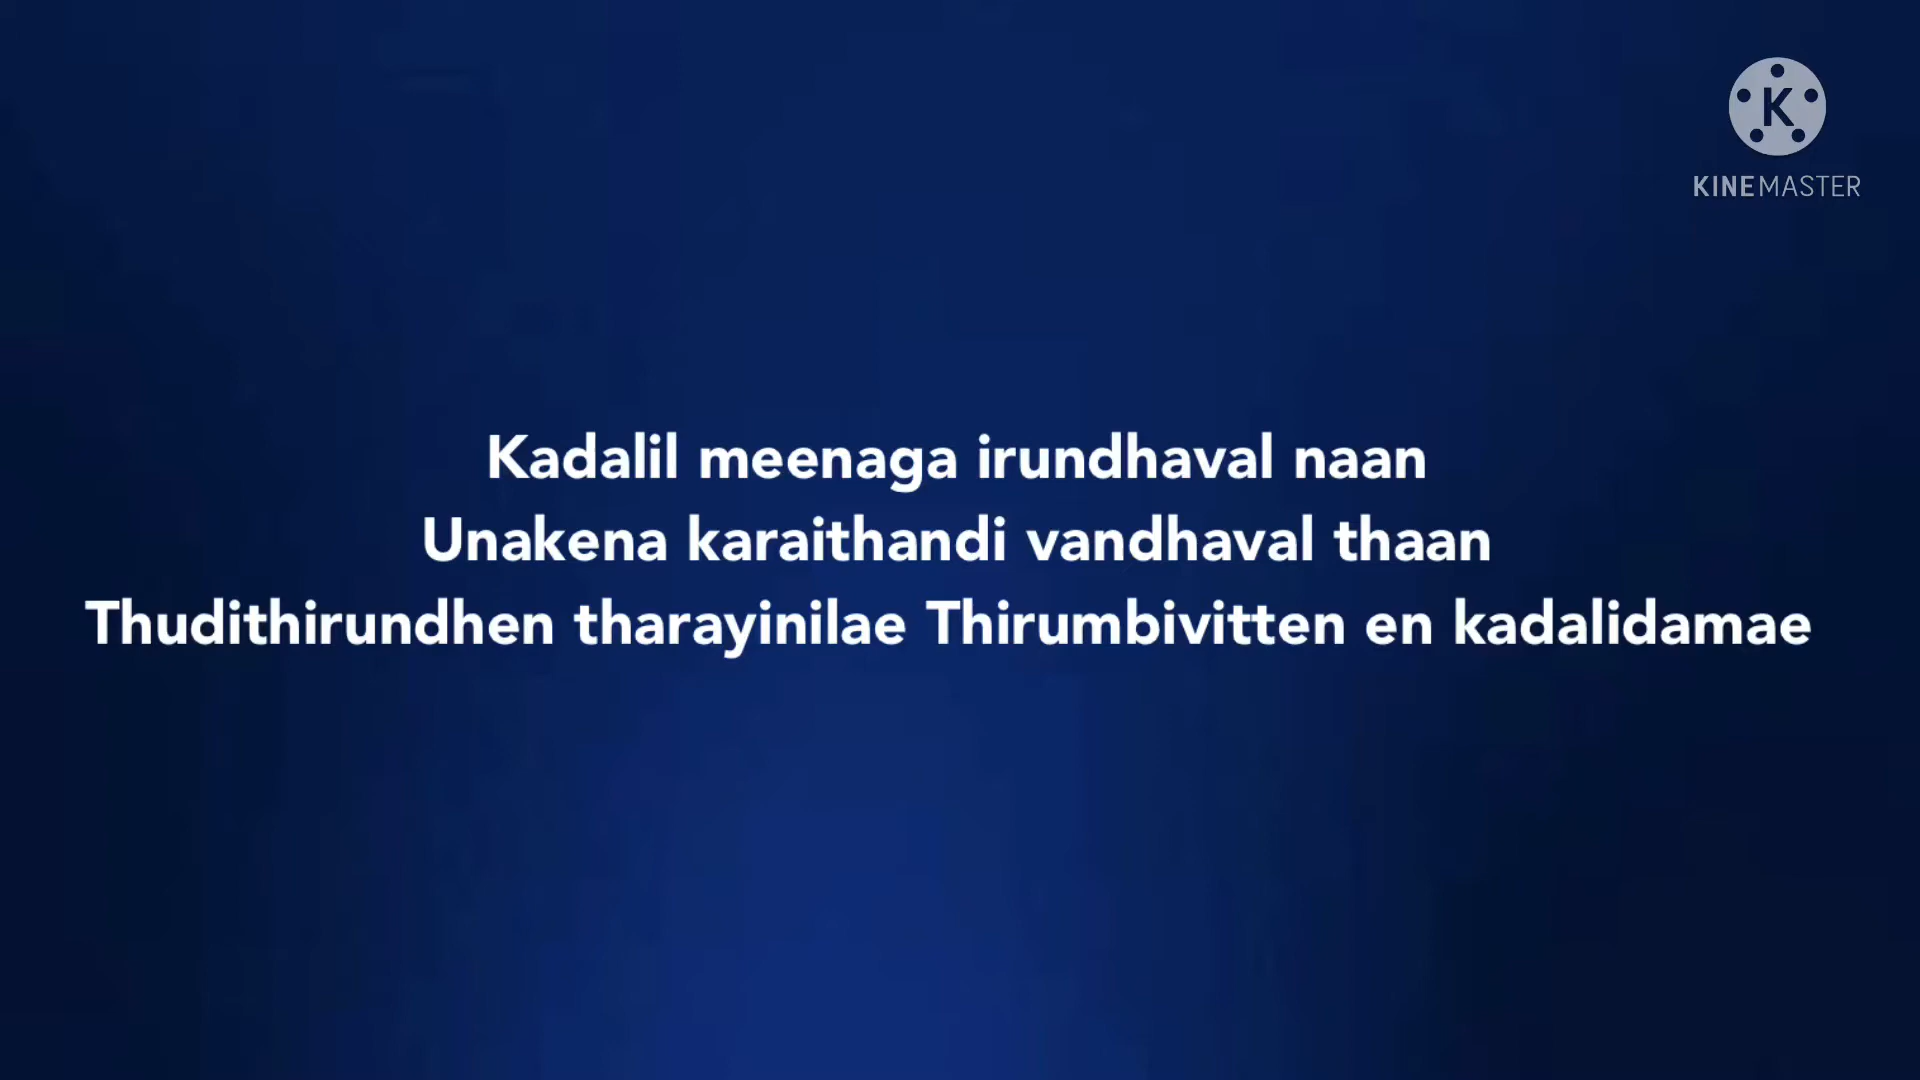 K
KINEMASTER
Kadalil meenaga irundhaval naan
Unakena karaithandi vandhaval thaan
Thudithirundhen tharayinilae Thirumbivitten en kadalidamae